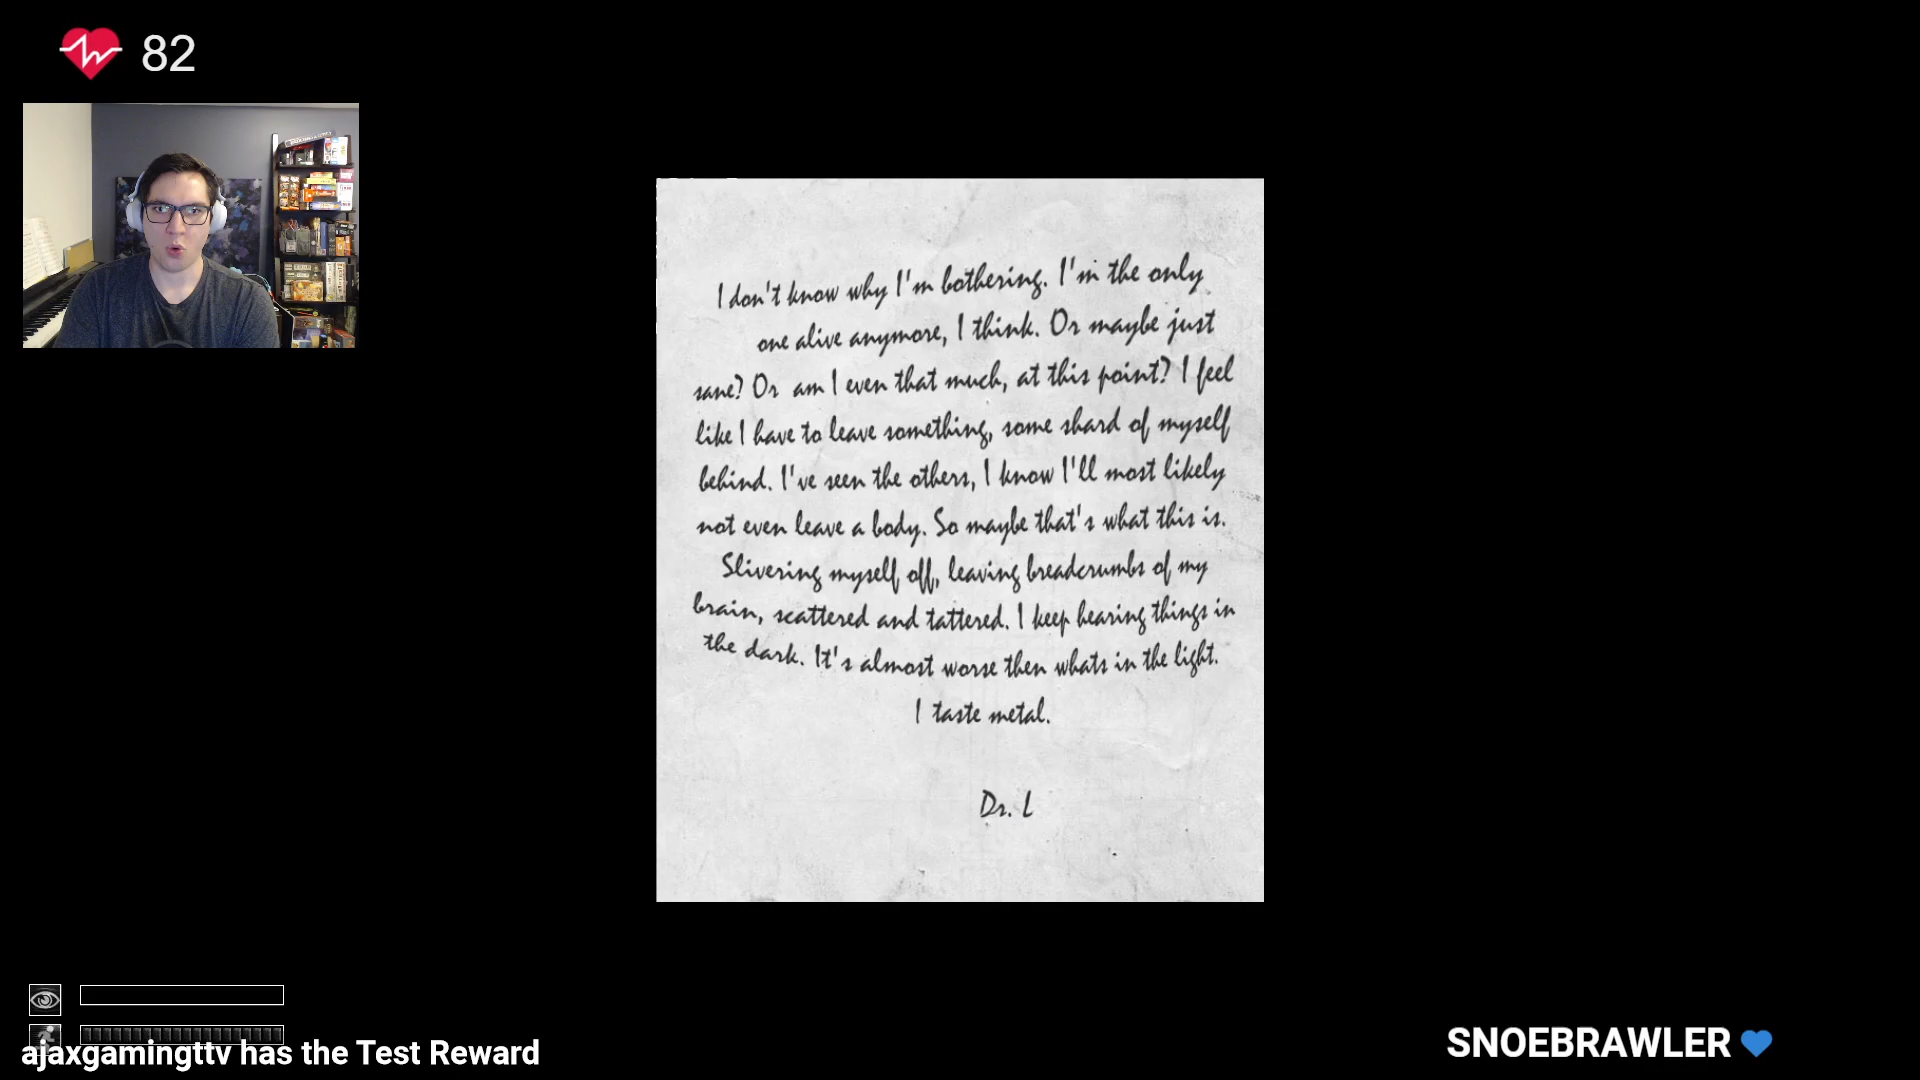 82
I don't know why I'm bothering. I'm the only
one alive anymore, I think. Or maybe just
sane? Or am I even that much, at this point? I feel
like I have to leave something, some shard of myself
behind. I've seen the others, I know I'll most likely
not even leave a body. So maybe that's what this is.
Slivering myself off, leaving breadcrumbs of my
brain, scattered and tattered. I keep hearing things in
the dark. It's almost worse then whats in the light.
I taste metal.
Dr. L
ajaxgamingttv has the Test Reward
SNOEBRAWLER